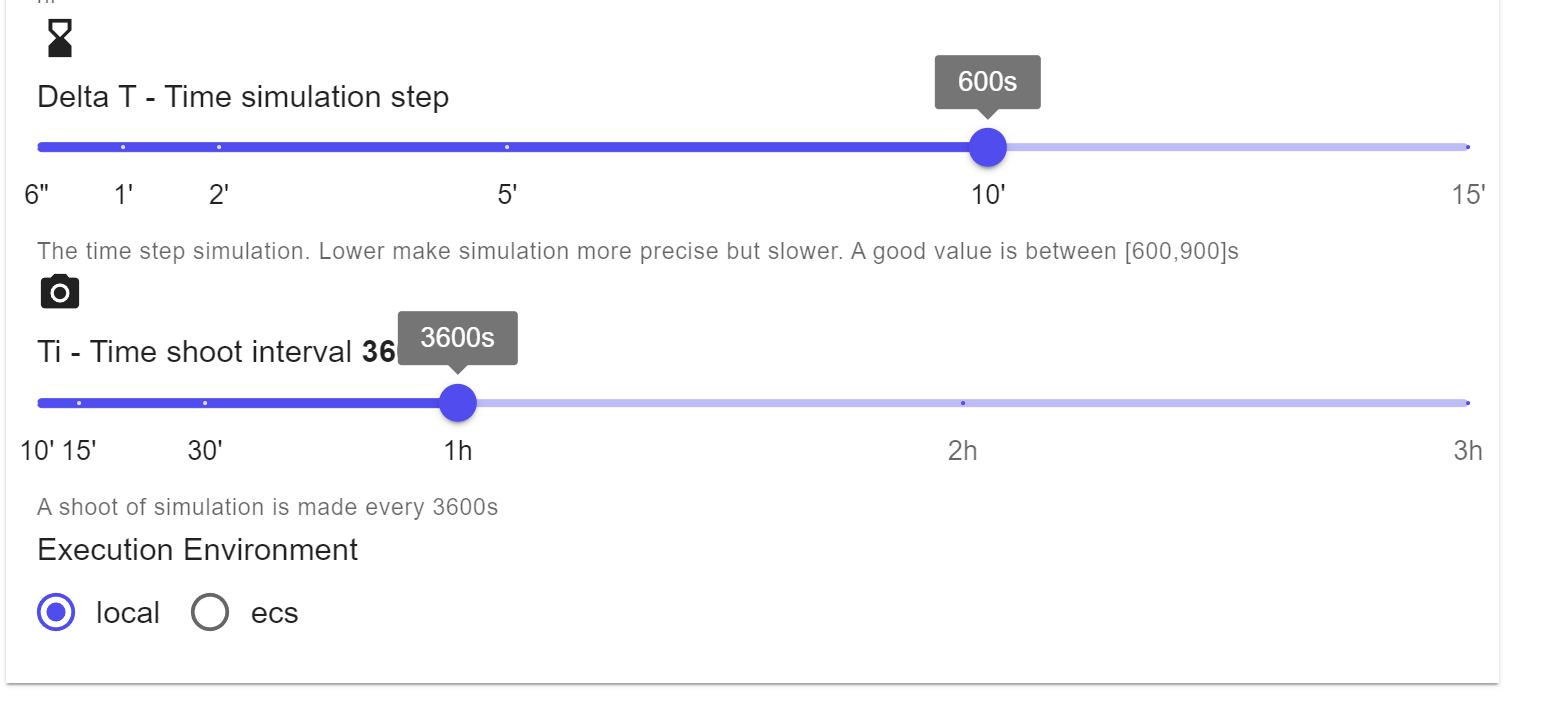 600s
Delta T - Time simulation step
6" 1' 2' 5' 10' 15'
The time step simulation. Lower make simulation more precise but slower. A good value is between [600,900]s
3600s
Ti - Time shoot interval 36
10' 15' 30' 1h 2h 3h
A shoot of simulation is made every 3600s
Execution Environment
local ecs